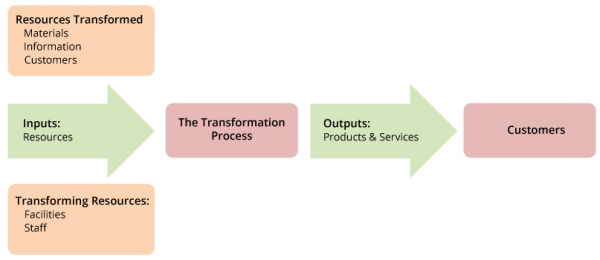 Resources Transformed
Materials
Information
Customers
Inputs:
Resources
The Transformation
Process
Outputs:
Products & Services
Customers
Transforming Resources:
Facilities
Staff